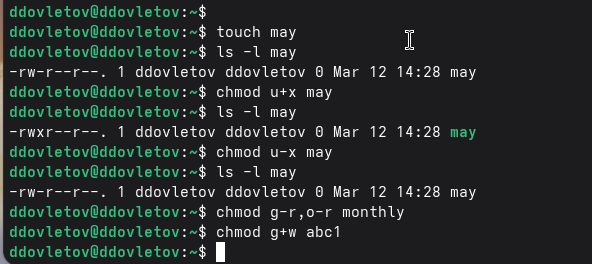 ddovletov@ddovletov:~$
ddovletov@ddovletov:~$ touch may
ddovletov@ddovletov:~$ ls -l may
-rw-r--r--. 1 ddovletov ddovletov 0 Mar 12 14:28 may
ddovletov@ddovletov:~$ chmod u+x may
ddovletov@ddovletov:~$ ls -l may
-rwxr--r--. 1 ddovletov ddovletov 0 Mar 12 14:28 may
ddovletov@ddovletov:~$ chmod u-x may
ddovletov@ddovletov:~$ ls -l may
-rw-r--r--. 1 ddovletov ddovletov 0 Mar 12 14:28 may
ddovletov@ddovletov:~$ chmod g-r,o-r monthly
ddovletov@ddovletov:~$ chmod g+w abc1
ddovletov@ddovletov:~$